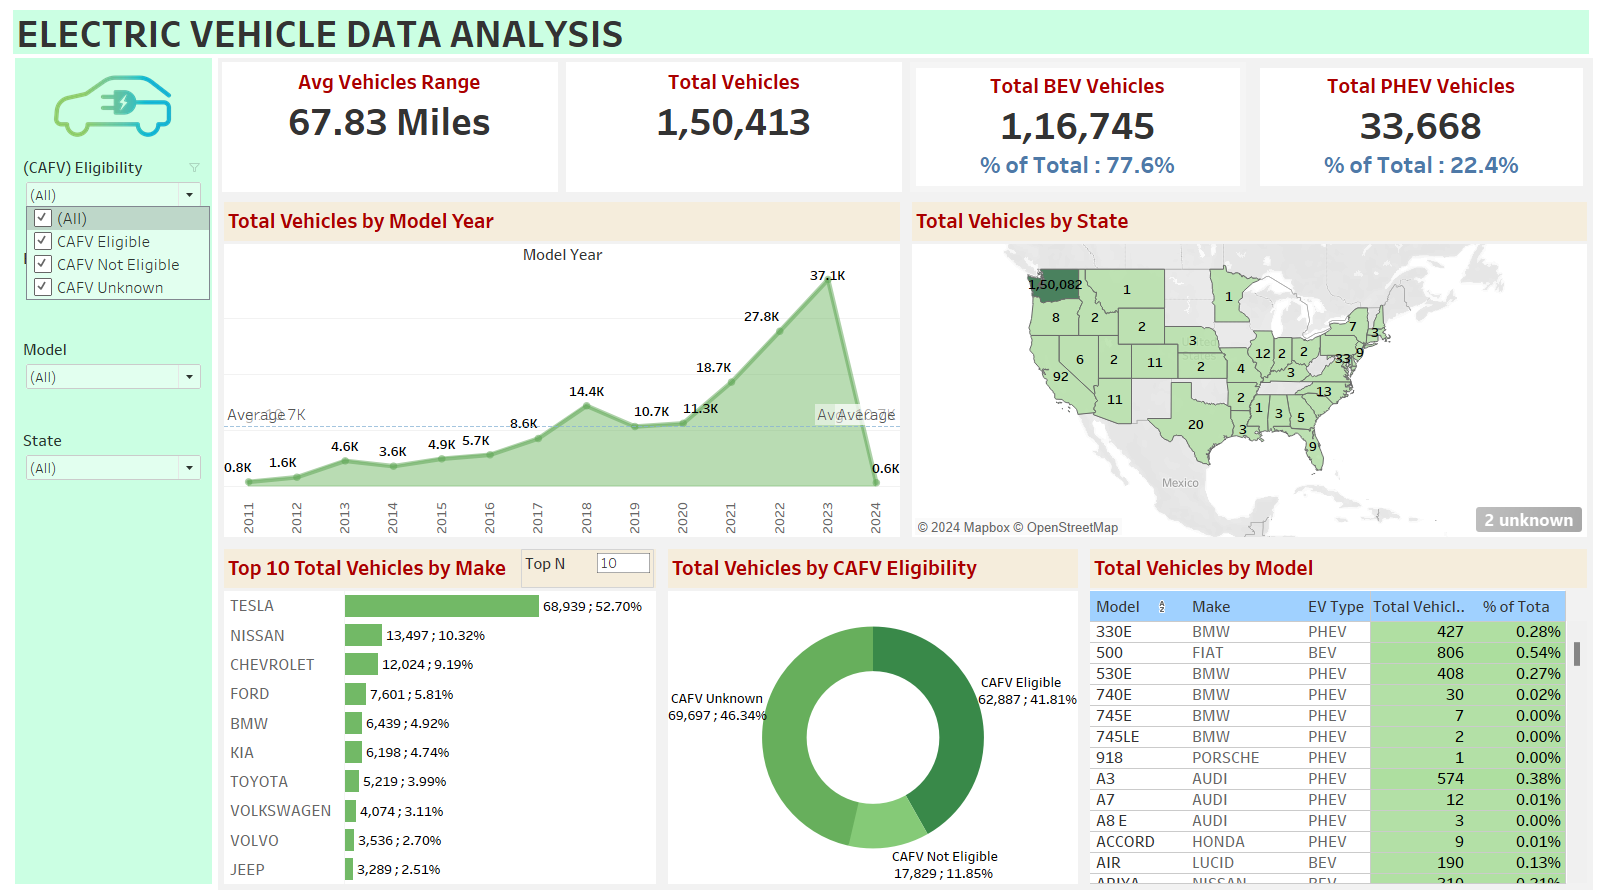 ELECTRIC VEHICLE DATA ANALYSIS
(CAFV) Eligibility
(All)
(All)
CAFV Eligible
CAFV Not Eligible
CAFV Unknown
Model
(All)
State
(All)
Avg Vehicles Range
67.83 Miles
Total Vehicles
1,50,413
Total BEV Vehicles
1,16,745
% of Total : 77.6%
Total PHEV Vehicles
33,668
% of Total : 22.4%
Total Vehicles by Model Year
Model Year
37.1K
27.8K
18.7K
14.4K
10.7K
11.3K
8.6K
Average
Average
4.6K
3.6K
4.9K
5.7K
0.8K
1.6K
0.6K
2011
2012
2013
2014
2015
2016
2017
2018
2019
2020
2021
2022
2023
2024
Total Vehicles by State
1,50,082
1
1
8
2
2
3
7
3
6
2
11
2
4
12
2
2
33
9
92
3
11
2
13
1
3
5
20
3
9
Mexico
© 2024 Mapbox © OpenStreetMap
2 unknown
Top 10 Total Vehicles by Make
Top N
10
TESLA 68,939 ; 52.70%
NISSAN 13,497 ; 10.32%
CHEVROLET 12,024 ; 9.19%
FORD 7,601 ; 5.81%
BMW 6,439 ; 4.92%
KIA 6,198 ; 4.74%
TOYOTA 5,219 ; 3.99%
VOLKSWAGEN 4,074 ; 3.11%
VOLVO 3,536 ; 2.70%
JEEP 3,289 ; 2.51%
Total Vehicles by CAFV Eligibility
CAFV Eligible
62,887 ; 41.81%
CAFV Unknown
69,697 ; 46.34%
CAFV Not Eligible
17,829 ; 11.85%
Total Vehicles by Model
Model Make EV Type Total Vehicl.. % of Tota
330E BMW PHEV 427 0.28%
500 FIAT BEV 806 0.54%
530E BMW PHEV 408 0.27%
740E BMW PHEV 30 0.02%
745E BMW PHEV 7 0.00%
745LE BMW PHEV 2 0.00%
918 PORSCHE PHEV 1 0.00%
A3 AUDI PHEV 574 0.38%
A7 AUDI PHEV 12 0.01%
A8 E AUDI PHEV 3 0.00%
ACCORD HONDA PHEV 9 0.01%
AIR LUCID BEV 190 0.13%
ARIYA NISSAN BEV 310 0.21%